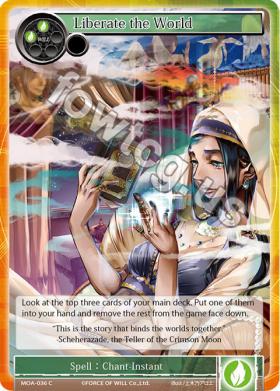 Liberate the World
WILL
Look at the top three cards of your main deck. Put one of them
into your hand and remove the rest from the game face down.
"This is the story that binds the worlds together."
-Scheherazade, the Teller of the Crimson Moon
Spell : Chant-Instant
MOA-036 C
©FORCE OF WILL Co.,Ltd.